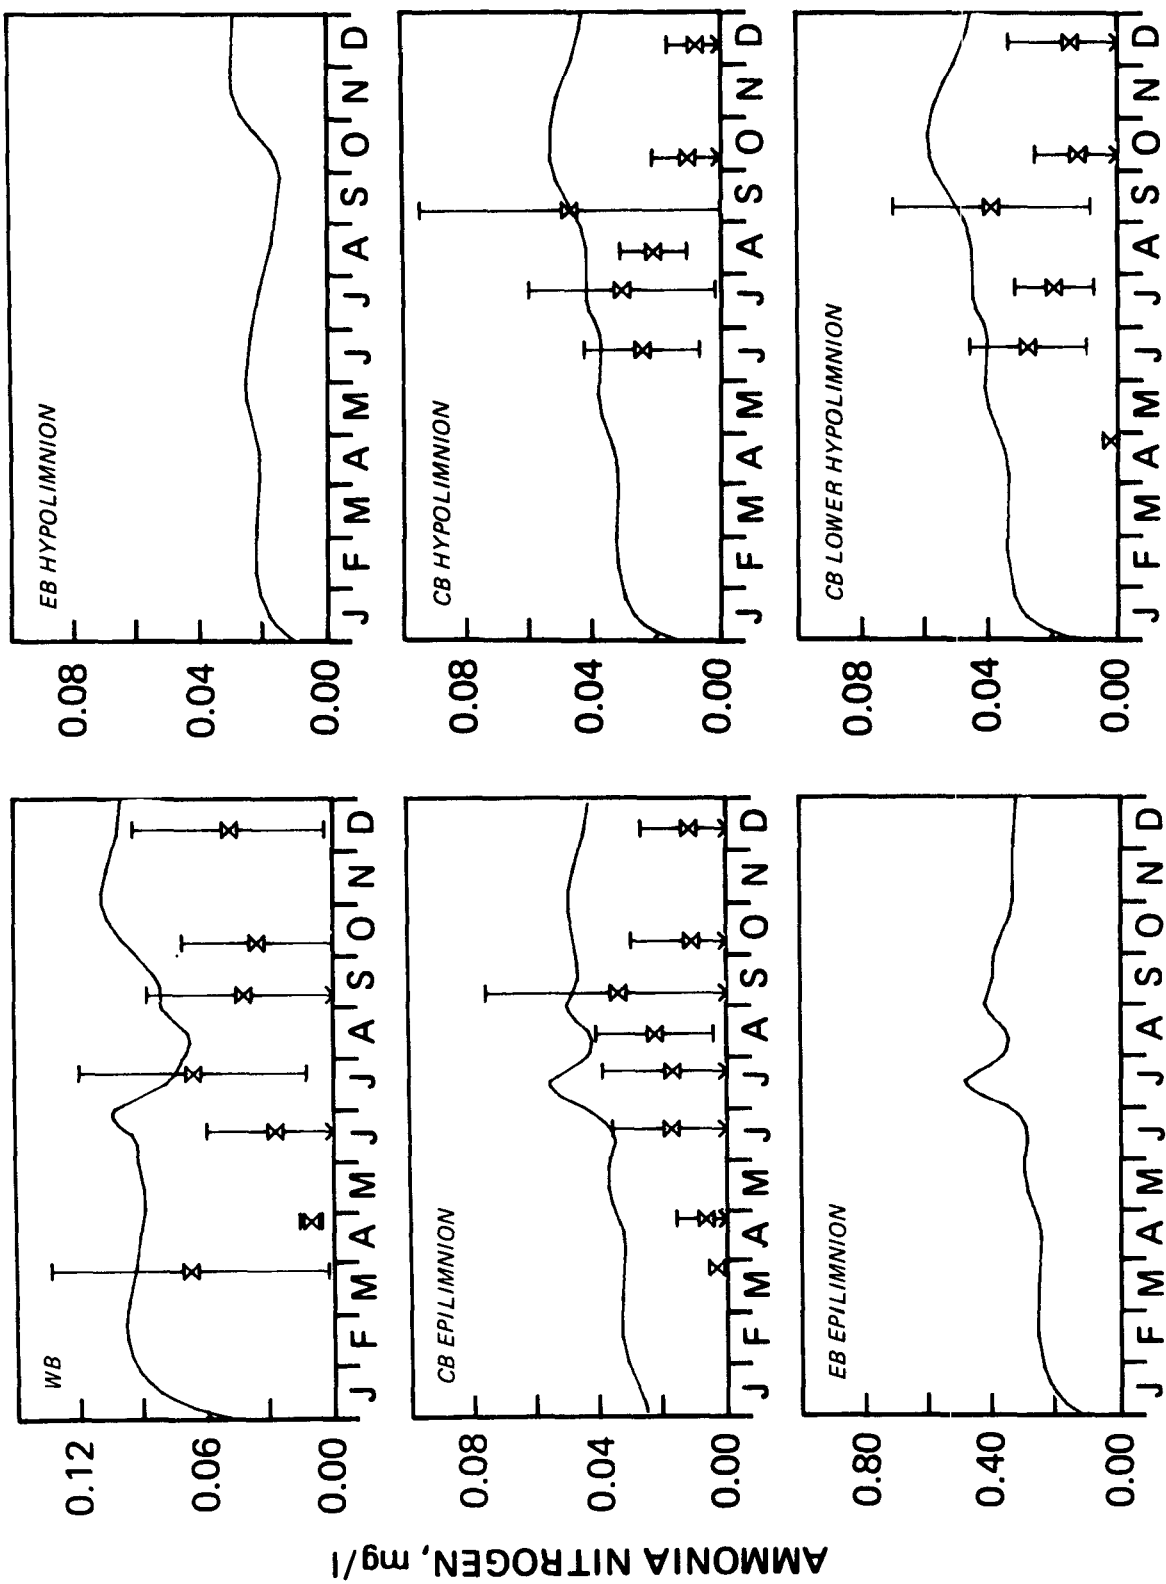 AMMONIA NITROGEN, mg/l
WB
0.12
0.06
0.00
J F M A M J J A S O N D
EB HYPOLIMNION
0.08
0.04
0.00
J F M A M J J A S O N D
CB EPILIMNION
0.08
0.04
0.00
J F M A M J J A S O N D
CB HYPOLIMNION
0.08
0.04
0.00
J F M A M J J A S O N D
EB EPILIMNION
0.80
0.40
0.00
J F M A M J J A S O N D
CB LOWER HYPOLIMNION
0.08
0.04
0.00
J F M A M J J A S O N D